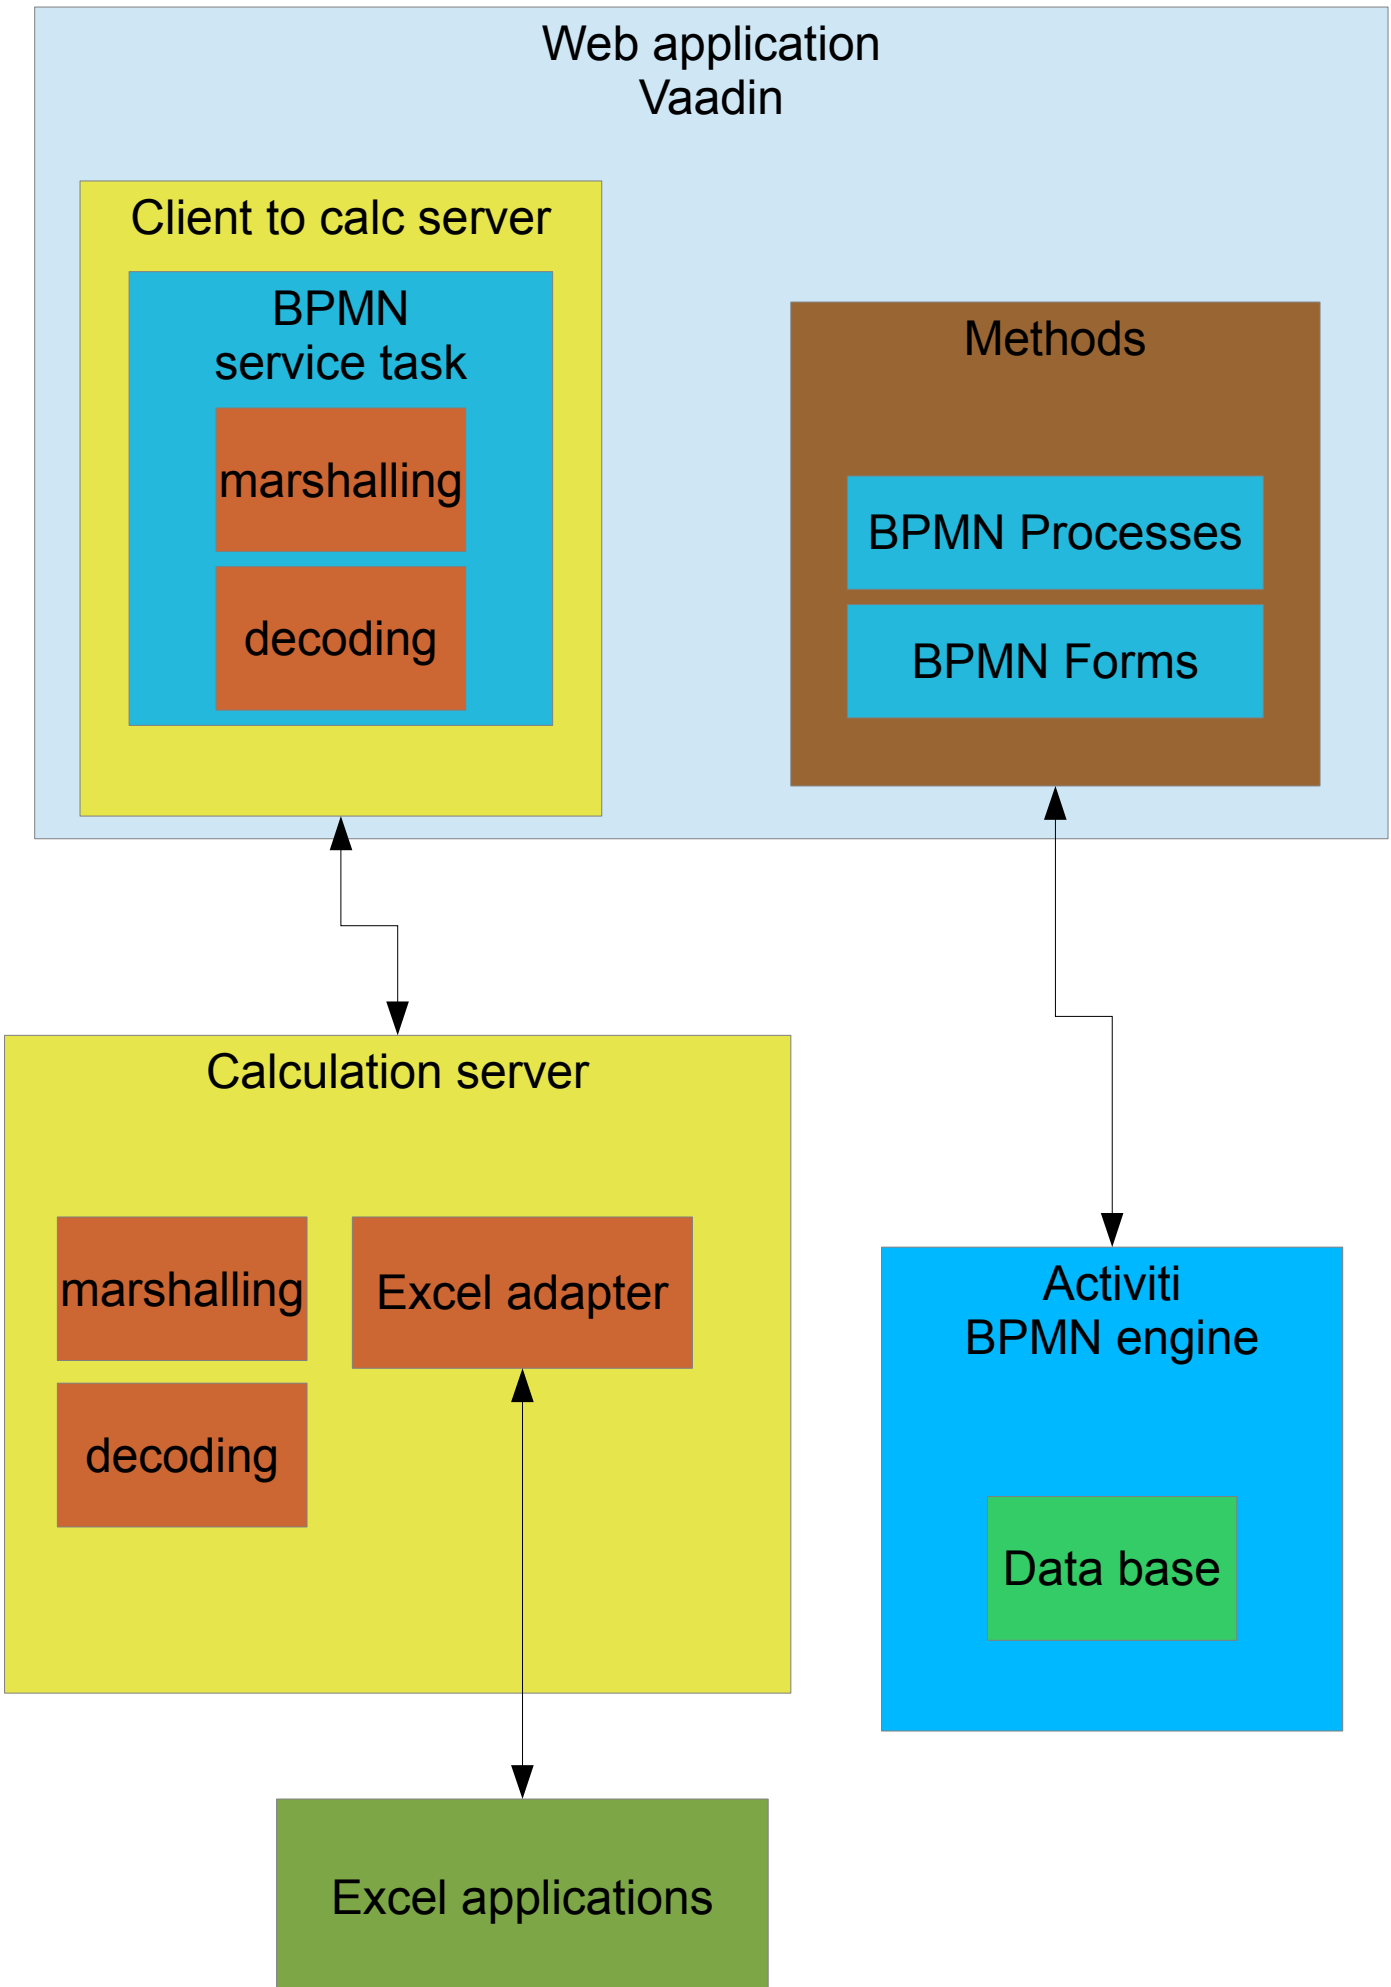 Web application
Vaadin
Client to calc server
BPMN
service task
marshalling
decoding
Methods
BPMN Processes
BPMN Forms
Calculation server
marshalling
decoding
Excel adapter
Activiti
BPMN engine
Data base
Excel applications